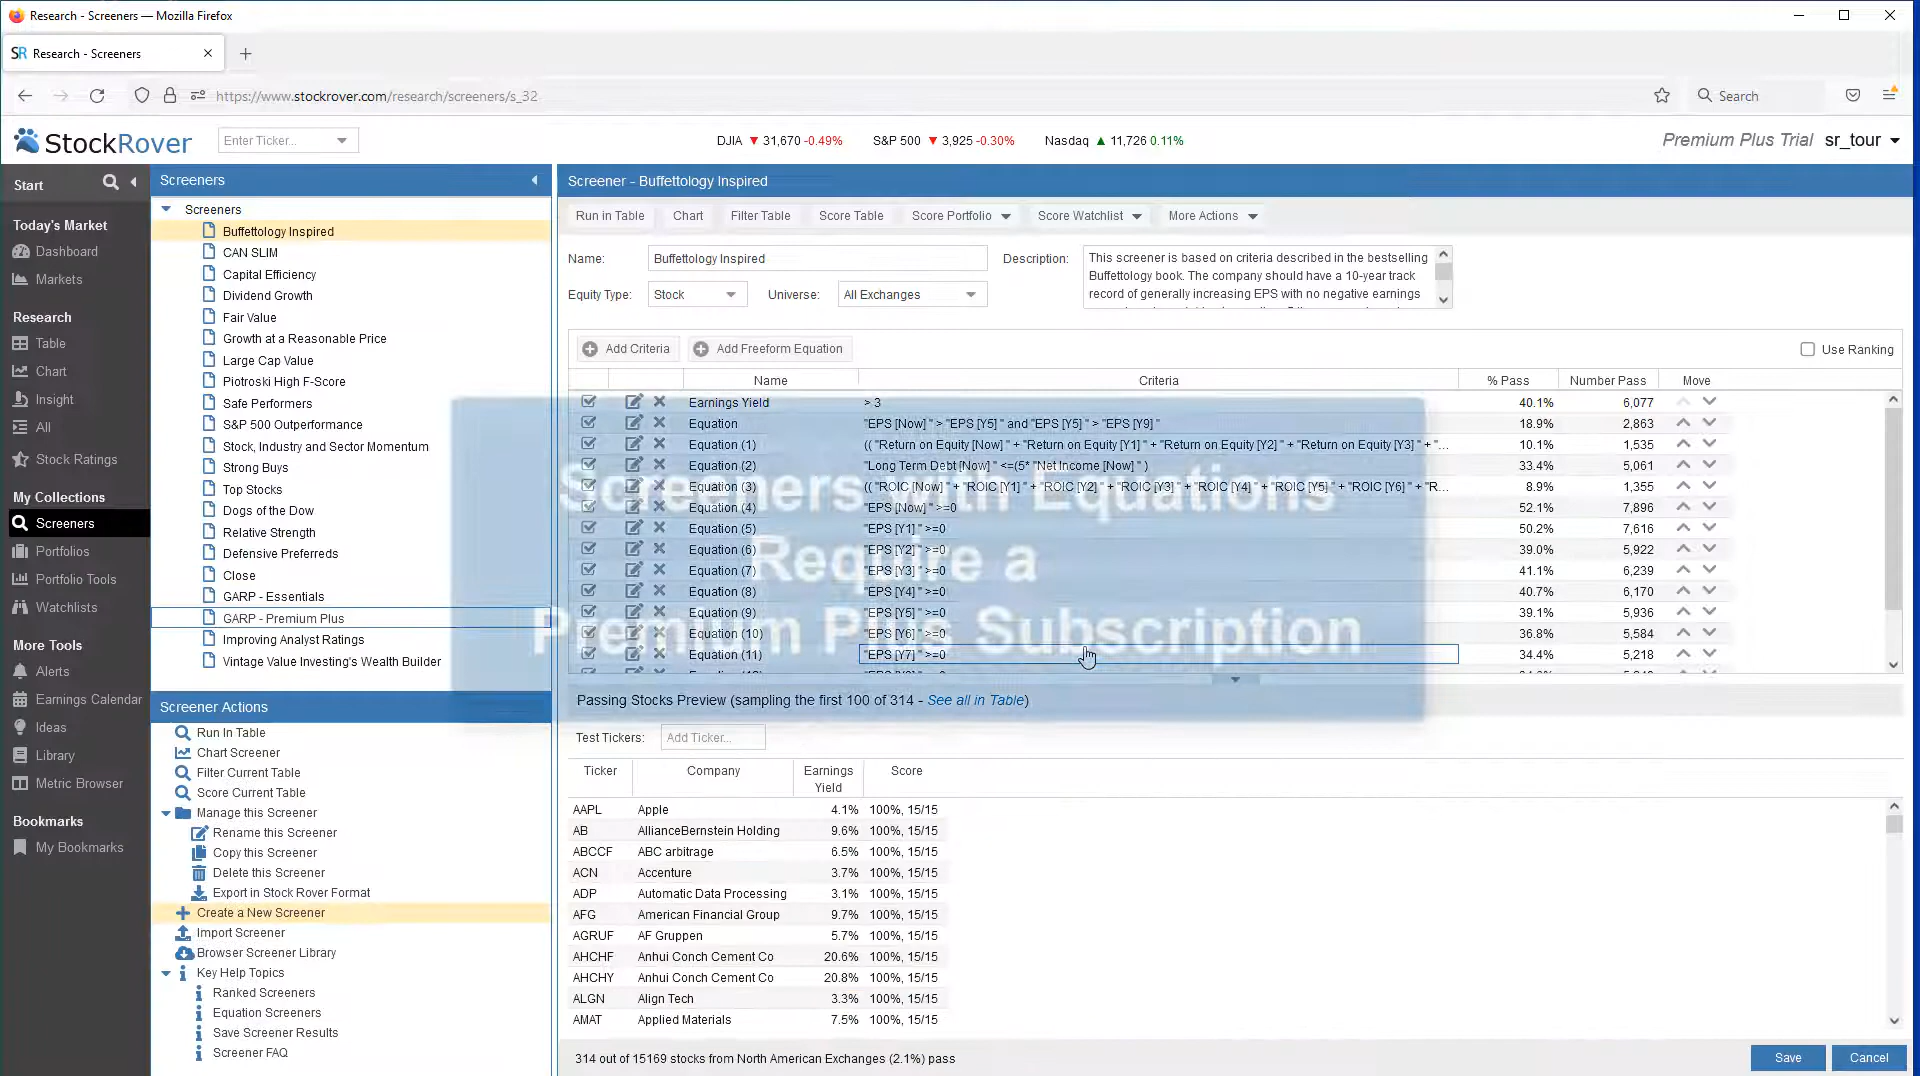 Research - Screeners — Mozilla Firefox
SR Research - Screeners
https://www.stockrover.com/research/screeners/s_32
Search
StockRover
Enter Ticker...
DJIA ▼ 31,670 -0.49% S&P 500 ▼ 3,925 -0.30% Nasdaq ▲ 11,726 0.11%
Premium Plus Trial sr_tour
Start
Today's Market
Dashboard
Markets
Research
Table
Chart
Insight
All
Stock Ratings
My Collections
Screeners
Portfolios
Portfolio Tools
Watchlists
More Tools
Alerts
Earnings Calendar
Ideas
Library
Metric Browser
Bookmarks
My Bookmarks
Screeners
Screeners
Buffettology Inspired
CAN SLIM
Capital Efficiency
Dividend Growth
Fair Value
Growth at a Reasonable Price
Large Cap Value
Piotroski High F-Score
Safe Performers
S&P 500 Outperformance
Stock, Industry and Sector Momentum
Strong Buys
Top Stocks
Dogs of the Dow
Relative Strength
Defensive Preferreds
Close
GARP - Essentials
GARP - Premium Plus
Improving Analyst Ratings
Vintage Value Investing's Wealth Builder
Screener Actions
Run In Table
Chart Screener
Filter Current Table
Score Current Table
Manage this Screener
Rename this Screener
Copy this Screener
Delete this Screener
Export in Stock Rover Format
Create a New Screener
Import Screener
Browser Screener Library
Key Help Topics
Ranked Screeners
Equation Screeners
Save Screener Results
Screener FAQ
Screener - Buffettology Inspired
Run in Table Chart Filter Table Score Table Score Portfolio Score Watchlist More Actions
Name: Buffettology Inspired
Description: This screener is based on criteria described in the bestselling
Buffettology book. The company should have a 10-year track
record of generally increasing EPS with no negative earnings
Equity Type: Stock Universe: All Exchanges
Add Criteria Add Freeform Equation Use Ranking
Name Criteria % Pass Number Pass Move
Earnings Yield > 3 40.1% 6,077
Equation "EPS [Now] " > "EPS [Y5] " and "EPS [Y5] " > "EPS [Y9] " 18.9% 2,863
Equation (1) (( "Return on Equity [Now] " + "Return on Equity [Y1] " + "Return on Equity [Y2] " + "Return on Equity [Y3] " + "... 10.1% 1,535
Equation (2) "Long Term Debt [Now] " <=(5* "Net Income [Now] " ) 33.4% 5,061
Equation (3) (( "ROIC [Now] " + "ROIC [Y1] " + "ROIC [Y2] " + "ROIC [Y3] " + "ROIC [Y4] " + "ROIC [Y5] " + "ROIC [Y6] " + "R... 8.9% 1,355
Equation (4) "EPS [Now] " >=0 52.1% 7,896
Equation (5) "EPS [Y1] " >=0 50.2% 7,616
Equation (6) "EPS [Y2] " >=0 39.0% 5,922
Equation (7) "EPS [Y3] " >=0 41.1% 6,239
Equation (8) "EPS [Y4] " >=0 40.7% 6,170
Equation (9) "EPS [Y5] " >=0 39.1% 5,936
Equation (10) "EPS [Y6] " >=0 36.8% 5,584
Equation (11) "EPS [Y7] " >=0 34.4% 5,218
Screeners with Equations
Require a
Premium Plus Subscription
Passing Stocks Preview (sampling the first 100 of 314 - See all in Table)
Test Tickers: Add Ticker...
Ticker Company Earnings Yield Score
AAPL Apple 4.1% 100%, 15/15
AB AllianceBernstein Holding 9.6% 100%, 15/15
ABCCF ABC arbitrage 6.5% 100%, 15/15
ACN Accenture 3.7% 100%, 15/15
ADP Automatic Data Processing 3.1% 100%, 15/15
AFG American Financial Group 9.7% 100%, 15/15
AGRUF AF Gruppen 5.7% 100%, 15/15
AHCHF Anhui Conch Cement Co 20.6% 100%, 15/15
AHCHY Anhui Conch Cement Co 20.8% 100%, 15/15
ALGN Align Tech 3.3% 100%, 15/15
AMAT Applied Materials 7.5% 100%, 15/15
314 out of 15169 stocks from North American Exchanges (2.1%) pass
Save Cancel